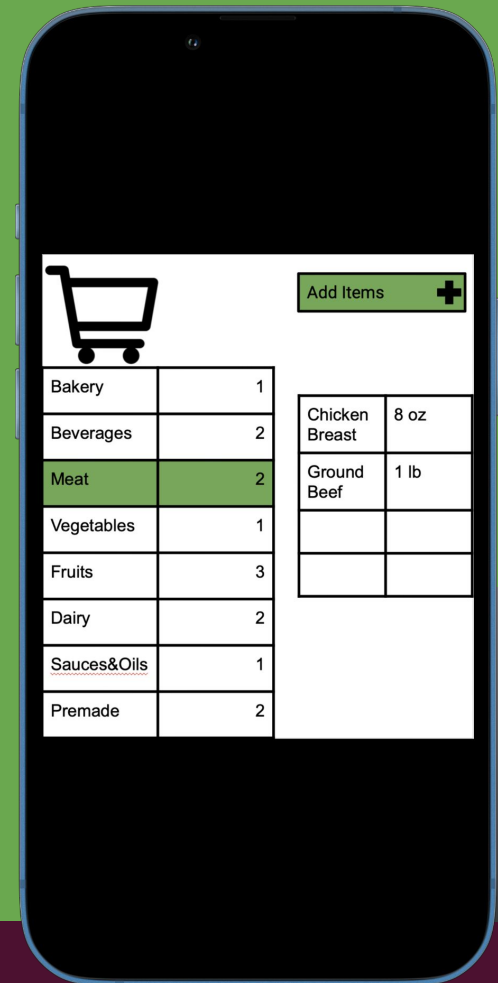 Add Items
Bakery 1
Beverages 2
Meat 2
Vegetables 1
Fruits 3
Dairy 2
Sauces&Oils 1
Premade 2
Chicken 8 oz
Breast
Ground 1 lb
Beef